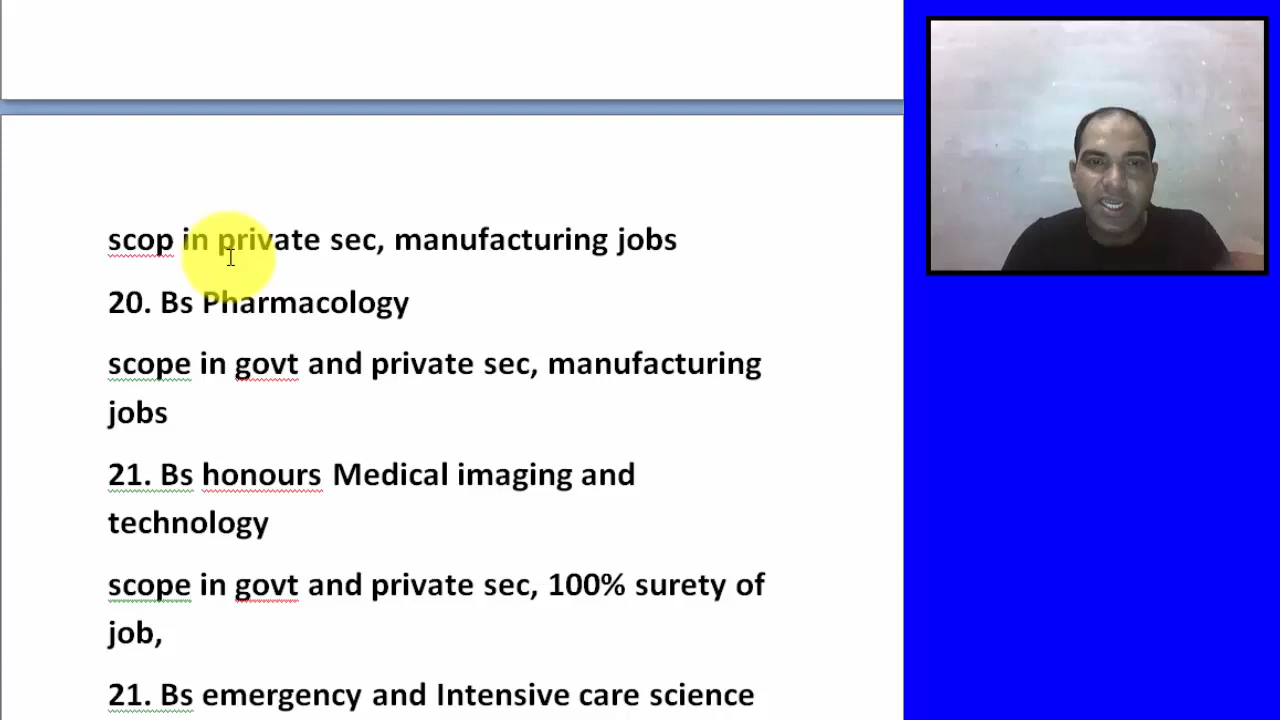 scop in private sec, manufacturing jobs
20. Bs Pharmacology
scope in govt and private sec, manufacturing
jobs
21. Bs honours Medical imaging and
technology
scope in govt and private sec, 100% surety of
job,
21. Bs emergency and Intensive care science